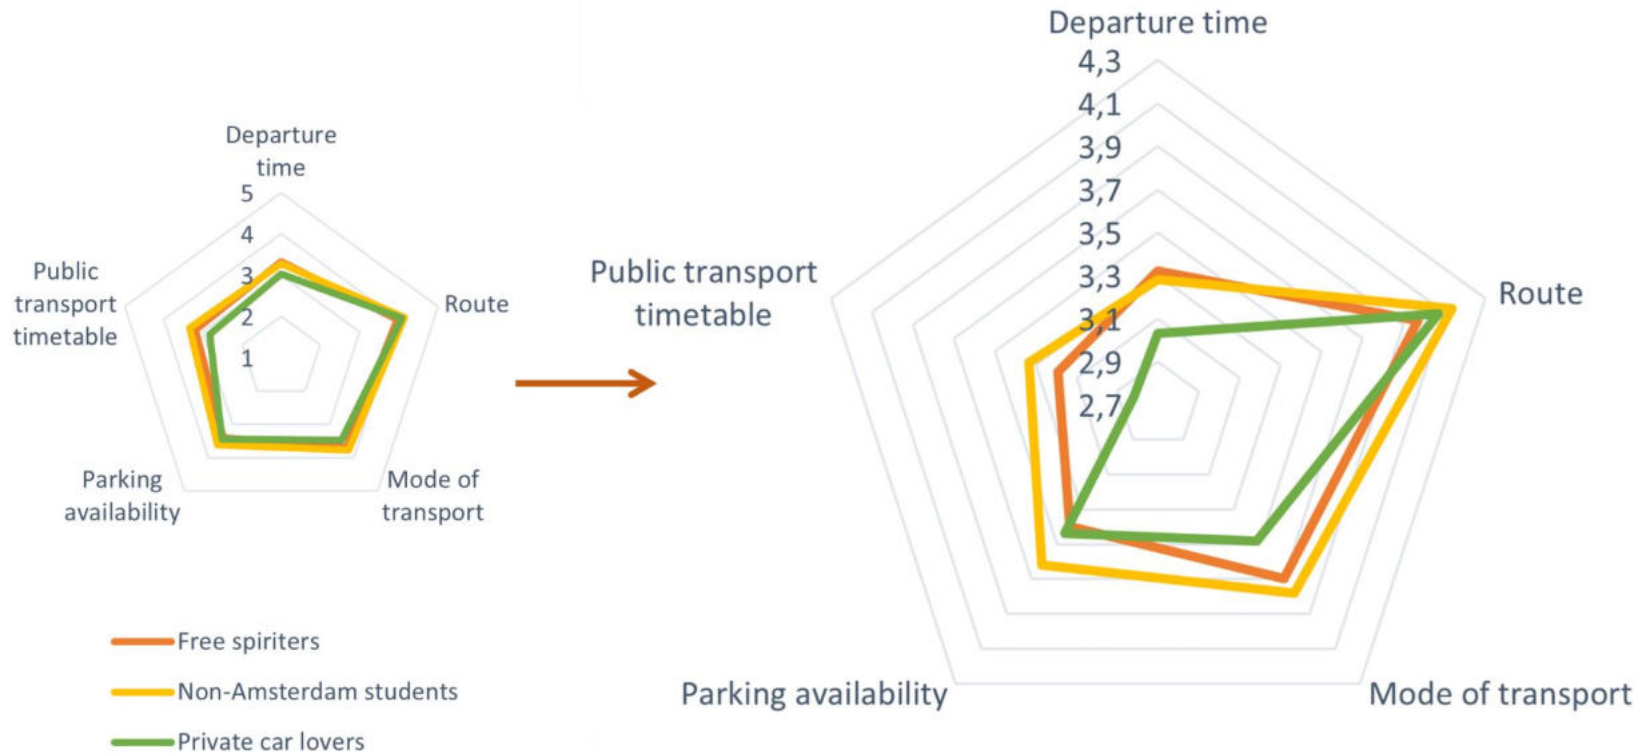 Departure
time
5
4
3
2
1
Public
transport
timetable
Route
Parking
availability
Mode of
transport
Free spiriters
Non-Amsterdam students
Private car lovers
Departure time
4,3
4,1
3,9
3,7
3,5
3,3
3,1
2,9
2,7
Public transport
timetable
Route
Parking availability
Mode of transport